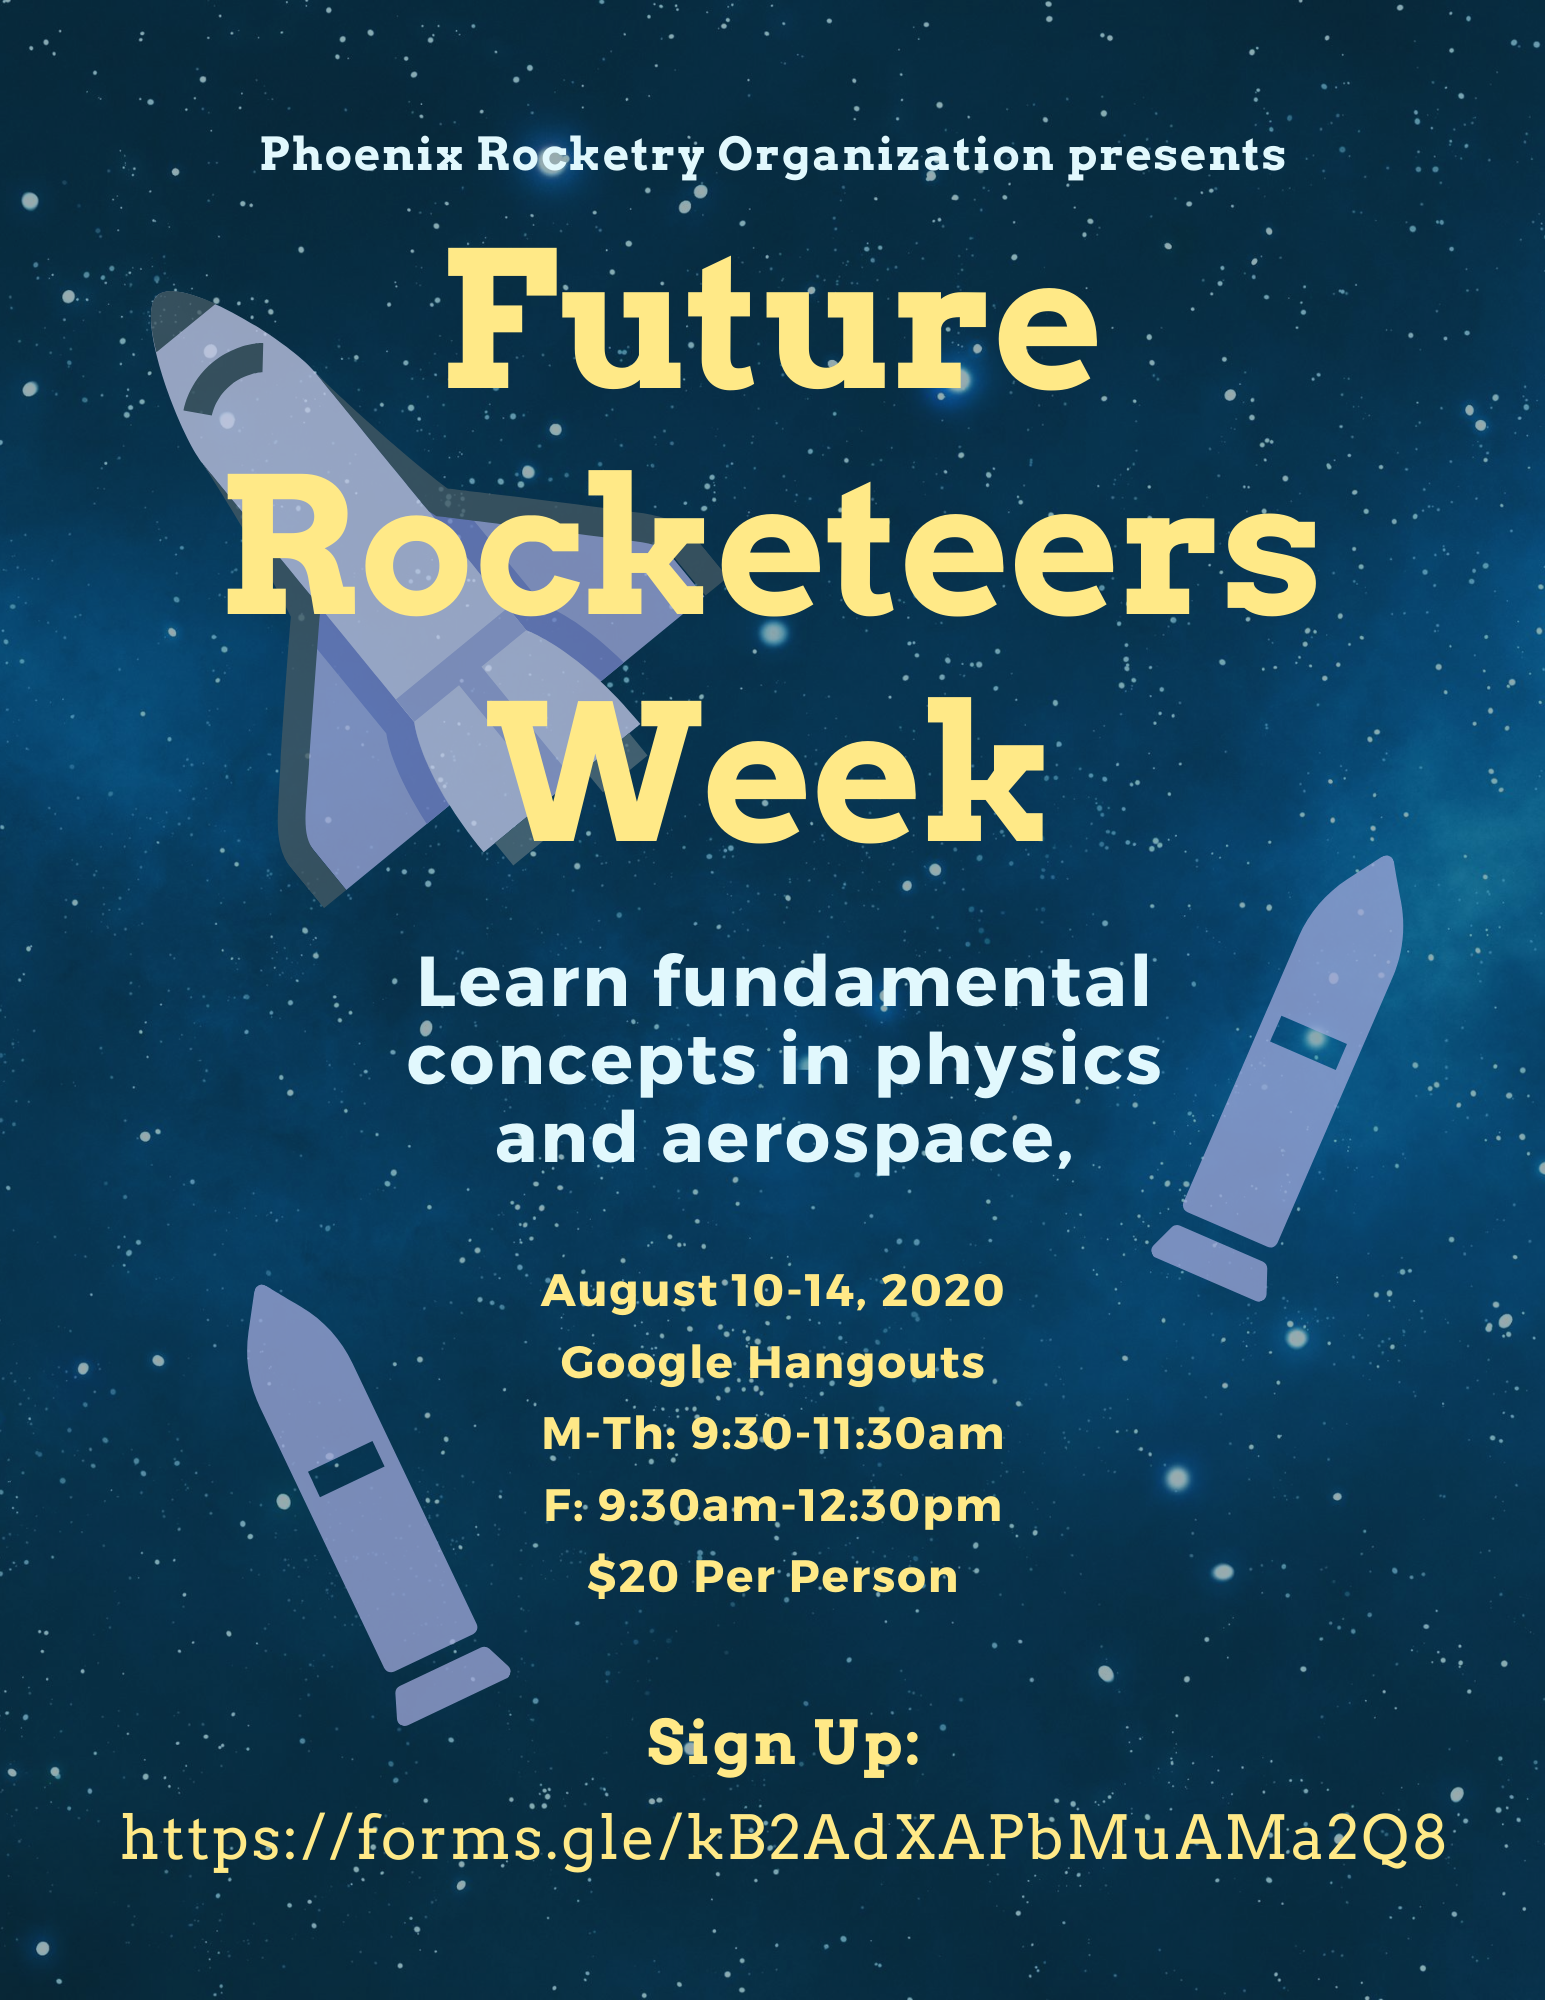 Phoenix Rocketry Organization presents
Future
Rocketeers
Week
Learn fundamental
concepts in physics
and aerospace,
August 10-14, 2020
Google Hangouts
M-Th: 9:30-11:30am
F: 9:30am-12:30pm
$20 Per Person
Sign Up:
https://forms.gle/kB2AdXAPbMuAMa2Q8